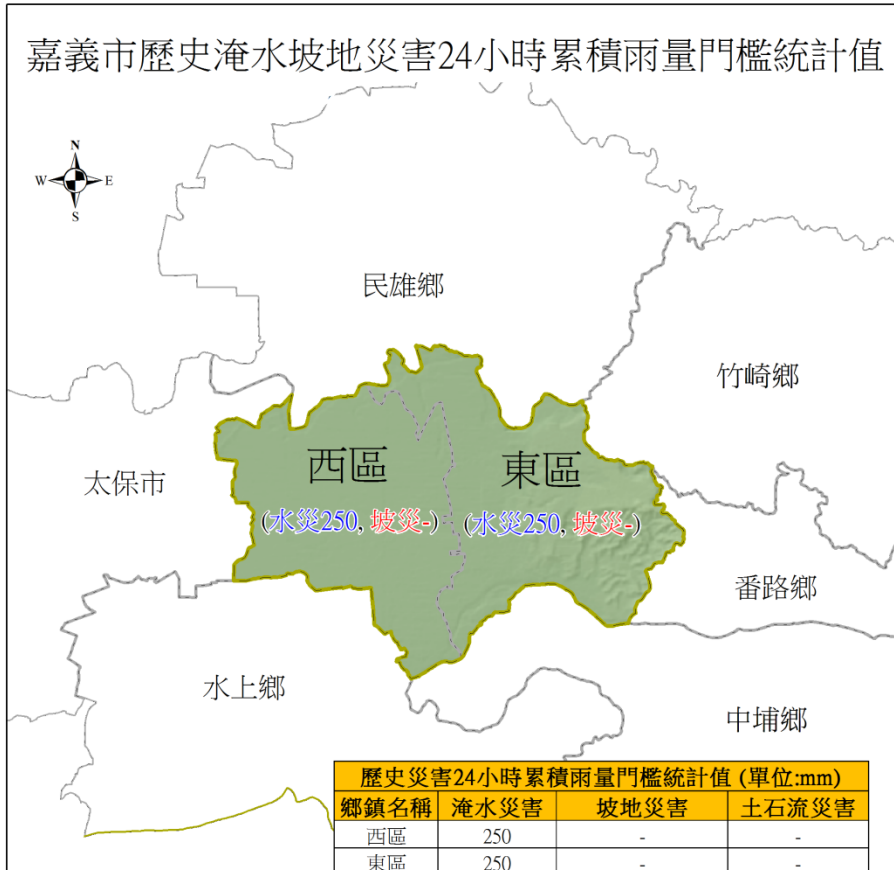 嘉義市歷史淹水坡地災害24小時累積雨量門檻統計值
N
W E
S
民雄鄉
竹崎鄉
西區
東區
太保市
(水災250, 坡災-)
(水災250, 坡災-)
番路鄉
水上鄉
中埔鄉
歷史災害24小時累積雨量門檻統計值 (單位:mm)
鄉鎮名稱 淹水災害 坡地災害 土石流災害
西區 250 - -
東區 250 - -